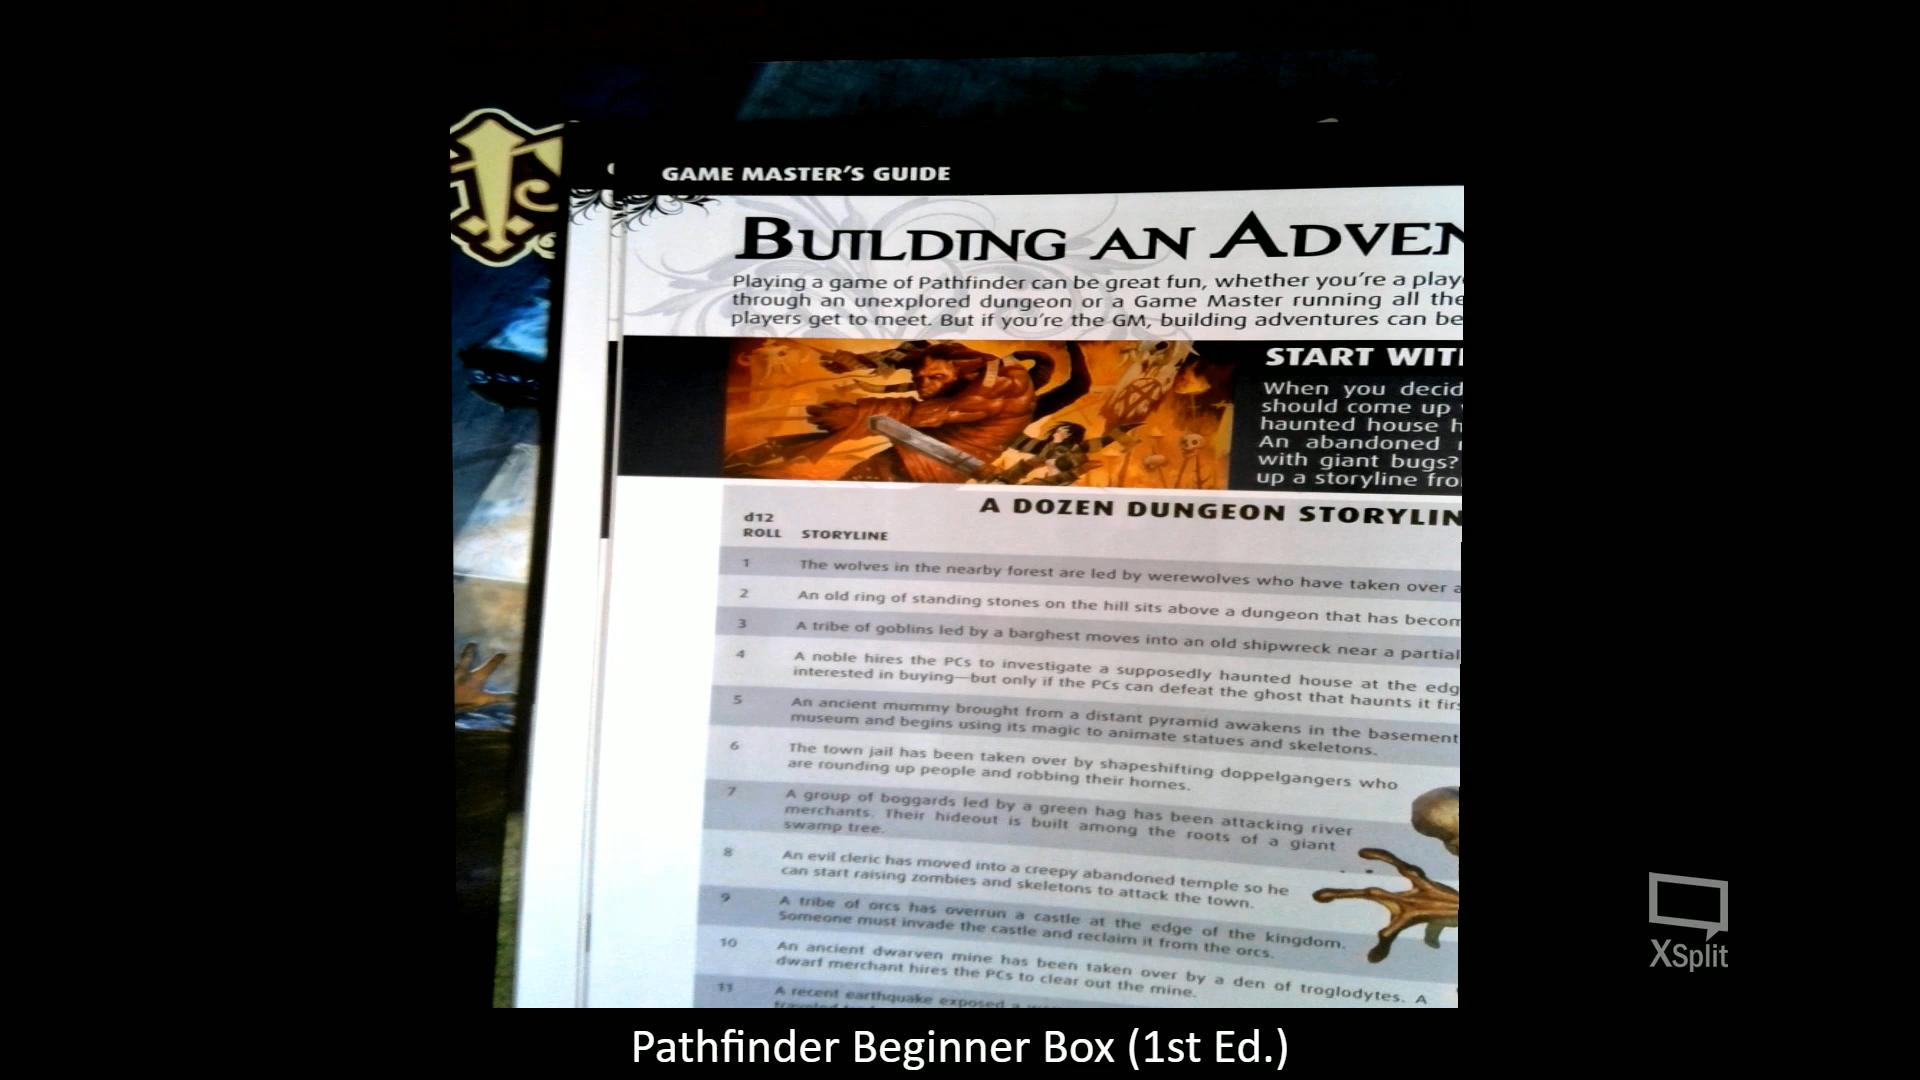 GAME MASTER'S GUIDE
BUILDING AN ADVEN
Playing a game of Pathfinder can be great fun, whether you're a play
through an unexplored dungeon or a Game Master running all the
players get to meet. But if you're the GM, building adventures can be
START WIT
When you decid
should come up
haunted house h
An abandoned
with giant bugs?
up a storyline fro
A DOZEN DUNGEON STORYLIN
d12
ROLL STORYLINE
1 The wolves in the nearby forest are led by werewolves who have taken over a
2 An old ring of standing stones on the hill sits above a dungeon that has becom
3 A tribe of goblins led by a barghest moves into an old shipwreck near a partial
4 A noble hires the PCs to investigate a supposedly haunted house at the edg
interested in buying—but only if the PCs can defeat the ghost that haunts it firs
5 An ancient mummy brought from a distant pyramid awakens in the basement
museum and begins using its magic to animate statues and skeletons.
6 The town jail has been taken over by shapeshifting doppelgangers who
are rounding up people and robbing their homes.
7 A group of boggards led by a green hag has been attacking river
merchants. Their hideout is built among the roots of a giant
swamp tree.
8 An evil cleric has moved into a creepy abandoned temple so he
can start raising zombies and skeletons to attack the town.
9 A tribe of orcs has overrun a castle at the edge of the kingdom.
Someone must invade the castle and reclaim it from the orcs.
10 An ancient dwarven mine has been taken over by a den of troglodytes. A
dwarf merchant hires the PCs to clear out the mine.
11 A recent earthquake exposed a
XSplit
Pathfinder Beginner Box (1st Ed.)